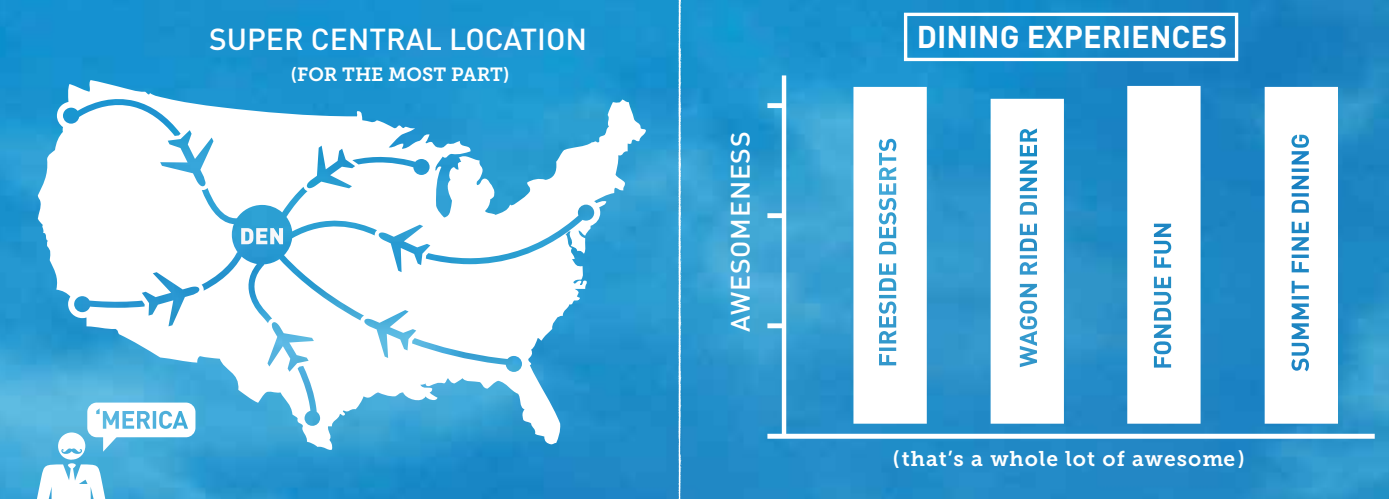 SUPER CENTRAL LOCATION
(FOR THE MOST PART)
DEN
'MERICA
DINING EXPERIENCES
AWESOMENESS
FIRESIDE DESSERTS
WAGON RIDE DINNER
FONDUE FUN
SUMMIT FINE DINING
(that's a whole lot of awesome)